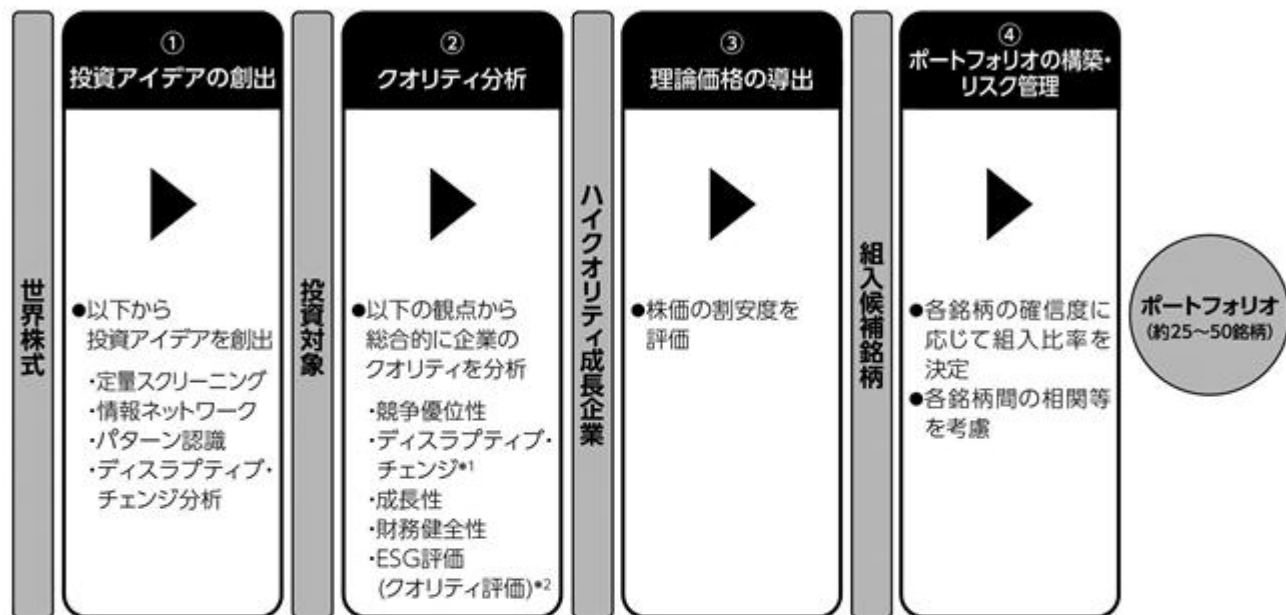 世界株式
①
投資アイデアの創出
●以下から
投資アイデアを創出
・定量スクリーニング
・情報ネットワーク
・パターン認識
・ディスラプティブ・
チェンジ分析
投資対象
②
クオリティ分析
●以下の観点から
総合的に企業の
クオリティを分析
・競争優位性
・ディスラプティブ・
チェンジ*1
・成長性
・財務健全性
・ESG評価
(クオリティ評価)*2
ハイクオリティ成長企業
③
理論価格の導出
●株価の割安度を
評価
組入候補銘柄
④
ポートフォリオの構築・
リスク管理
●各銘柄の確信度に
応じて組入比率を
決定
●各銘柄間の相関等
を考慮
ポートフォリオ
(約25〜50銘柄)